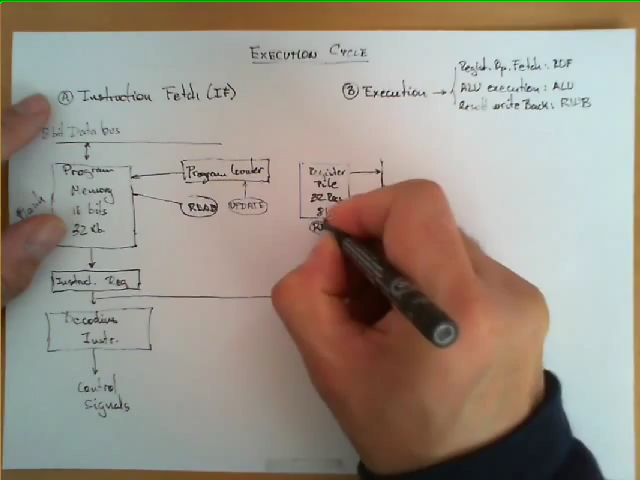 EXECUTION CYCLE
Ⓐ Instruction Fetch (IF)
Ⓑ Execution →
Regist. Op. Fetch: ROF
ALU execution: ALU
Result Write Back: RWB
8 bit Data bus
Program
Memory
16 bits
32 Kb
Flash
Program Counter
READ
UPDATE
Register
File
32 Reg
8
Instruct. Reg
Decoding
Instr.
Control
Signals